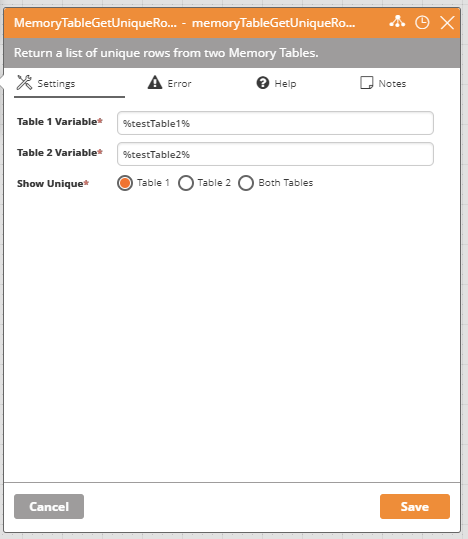 MemoryTableGetUniqueRo... - memoryTableGetUniqueRo...
Return a list of unique rows from two Memory Tables.
Settings Error Help Notes
Table 1 Variable* %testTable1%
Table 2 Variable* %testTable2%
Show Unique* Table 1 Table 2 Both Tables
Cancel Save